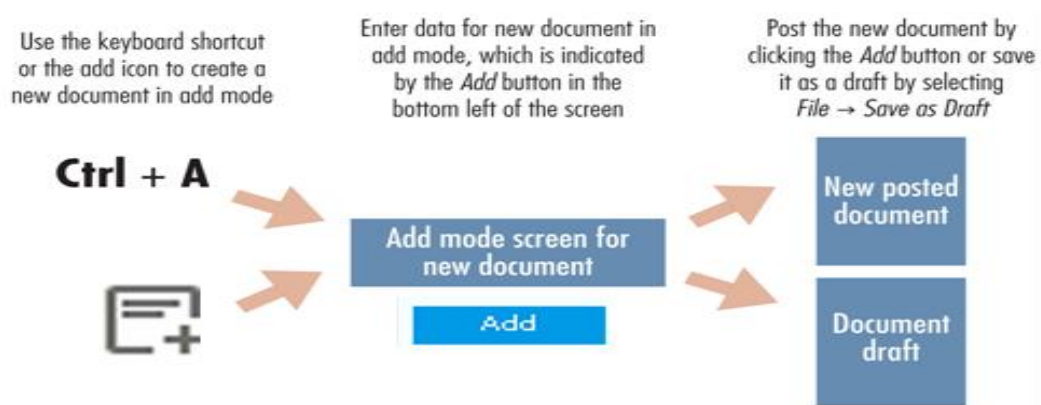 Use the keyboard shortcut
or the add icon to create a
new document in add mode
Enter data for new document in
add mode, which is indicated
by the Add button in the
bottom left of the screen
Post the new document by
clicking the Add button or save
it as a draft by selecting
File → Save as Draft
Ctrl + A
Add mode screen for
new document
Add
New posted
document
Document
draft